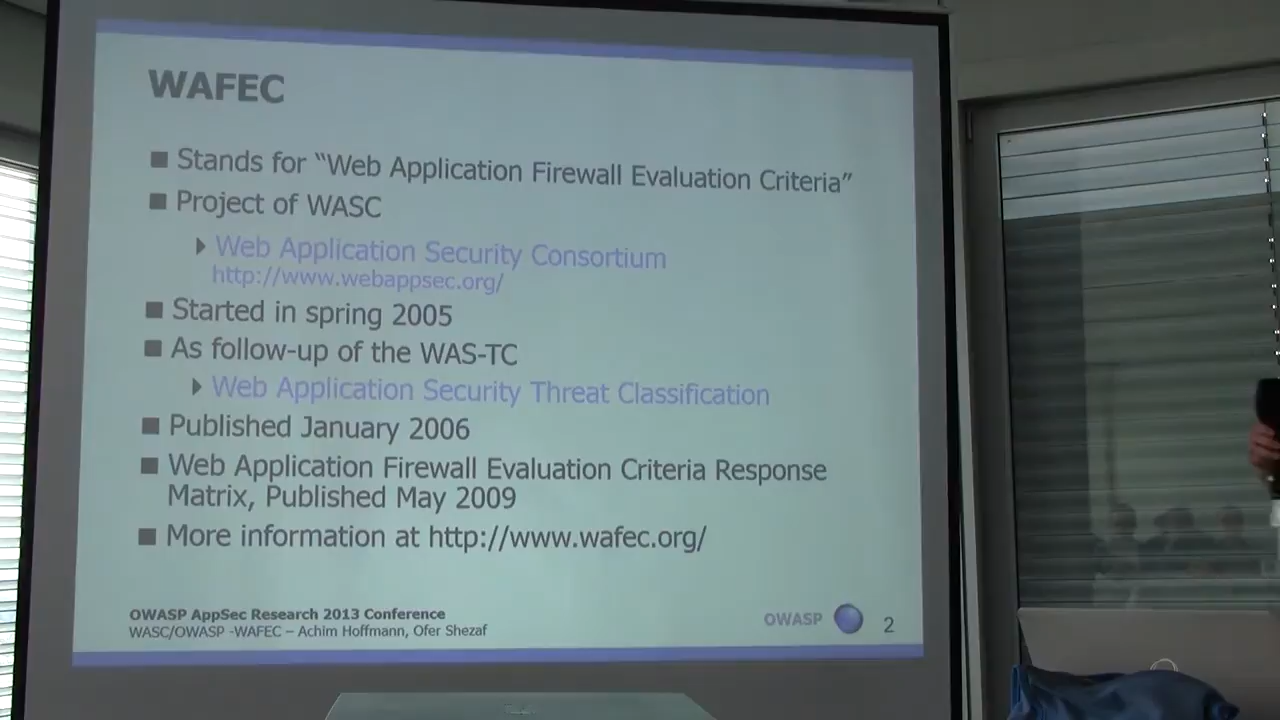 WAFEC
Stands for “Web Application Firewall Evaluation Criteria”
Project of WASC
Web Application Security Consortium
http://www.webappsec.org/
Started in spring 2005
As follow-up of the WAS-TC
Web Application Security Threat Classification
Published January 2006
Web Application Firewall Evaluation Criteria Response
Matrix, Published May 2009
More information at http://www.wafec.org/
OWASP AppSec Research 2013 Conference
WASC/OWASP -WAFEC – Achim Hoffmann, Ofer Shezaf
OWASP
2